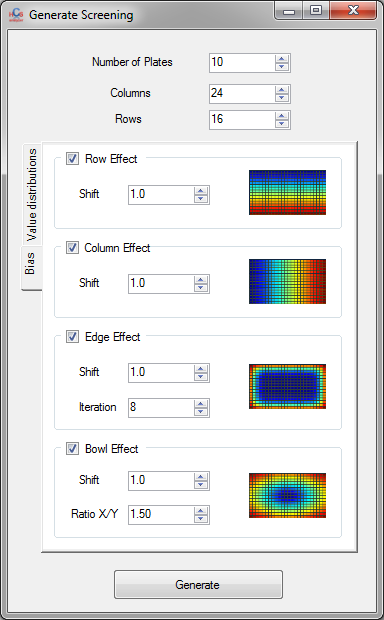 Generate Screening
Number of Plates 10
Columns 24
Rows 16
Value distributions
Bias
Row Effect
Shift 1.0
Column Effect
Shift 1.0
Edge Effect
Shift 1.0
Iteration 8
Bowl Effect
Shift 1.0
Ratio X/Y 1.50
Generate